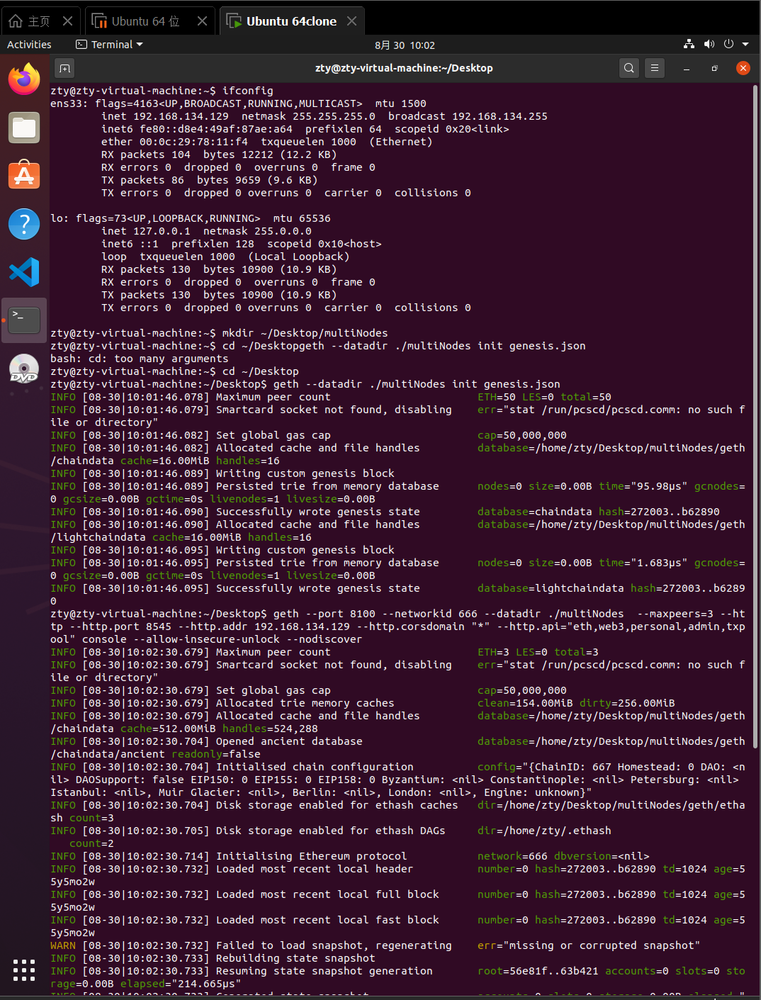 主页
Ubuntu 64 位
Ubuntu 64clone
Activities
Terminal
8月 30 10:02
zty@zty-virtual-machine:~/Desktop
zty@zty-virtual-machine:~$ ifconfig
ens33: flags=4163<UP,BROADCAST,RUNNING,MULTICAST>  mtu 1500
        inet 192.168.134.129  netmask 255.255.255.0  broadcast 192.168.134.255
        inet6 fe80::d8e4:49af:87ae:a64  prefixlen 64  scopeid 0x20<link>
        ether 00:0c:29:78:11:f4  txqueuelen 1000  (Ethernet)
        RX packets 104  bytes 12212 (12.2 KB)
        RX errors 0  dropped 0  overruns 0  frame 0
        TX packets 86  bytes 9659 (9.6 KB)
        TX errors 0  dropped 0 overruns 0  carrier 0  collisions 0
lo: flags=73<UP,LOOPBACK,RUNNING>  mtu 65536
        inet 127.0.0.1  netmask 255.0.0.0
        inet6 ::1  prefixlen 128  scopeid 0x10<host>
        loop  txqueuelen 1000  (Local Loopback)
        RX packets 130  bytes 10900 (10.9 KB)
        RX errors 0  dropped 0  overruns 0  frame 0
        TX packets 130  bytes 10900 (10.9 KB)
        TX errors 0  dropped 0 overruns 0  carrier 0  collisions 0
zty@zty-virtual-machine:~$ mkdir ~/Desktop/multiNodes
zty@zty-virtual-machine:~$ cd ~/Desktopgeth --datadir ./multiNodes init genesis.json
bash: cd: too many arguments
zty@zty-virtual-machine:~$ cd ~/Desktop
zty@zty-virtual-machine:~/Desktop$ geth --datadir ./multiNodes init genesis.json
INFO [08-30|10:01:46.078] Maximum peer count                       ETH=50 LES=0 total=50
INFO [08-30|10:01:46.079] Smartcard socket not found, disabling    err="stat /run/pcscd/pcscd.comm: no such f
ile or directory"
INFO [08-30|10:01:46.082] Set global gas cap                       cap=50,000,000
INFO [08-30|10:01:46.082] Allocated cache and file handles         database=/home/zty/Desktop/multiNodes/geth
/chaindata cache=16.00MiB handles=16
INFO [08-30|10:01:46.089] Writing custom genesis block
INFO [08-30|10:01:46.089] Persisted trie from memory database      nodes=0 size=0.00B time="95.98µs" gcnodes=
0 gcsize=0.00B gctime=0s livenodes=1 livesize=0.00B
INFO [08-30|10:01:46.090] Successfully wrote genesis state         database=chaindata hash=272003..b62890
INFO [08-30|10:01:46.090] Allocated cache and file handles         database=/home/zty/Desktop/multiNodes/geth
/lightchaindata cache=16.00MiB handles=16
INFO [08-30|10:01:46.095] Writing custom genesis block
INFO [08-30|10:01:46.095] Persisted trie from memory database      nodes=0 size=0.00B time="1.683µs" gcnodes=
0 gcsize=0.00B gctime=0s livenodes=1 livesize=0.00B
INFO [08-30|10:01:46.095] Successfully wrote genesis state         database=lightchaindata hash=272003..b6289
0
zty@zty-virtual-machine:~/Desktop$ geth --port 8100 --networkid 666 --datadir ./multiNodes  --maxpeers=3 --ht
tp --http.port 8545 --http.addr 192.168.134.129 --http.corsdomain "*" --http.api="eth,web3,personal,admin,txp
ool" console --allow-insecure-unlock --nodiscover
INFO [08-30|10:02:30.679] Maximum peer count                       ETH=3 LES=0 total=3
INFO [08-30|10:02:30.679] Smartcard socket not found, disabling    err="stat /run/pcscd/pcscd.comm: no such f
ile or directory"
INFO [08-30|10:02:30.679] Set global gas cap                       cap=50,000,000
INFO [08-30|10:02:30.679] Allocated trie memory caches             clean=154.00MiB dirty=256.00MiB
INFO [08-30|10:02:30.679] Allocated cache and file handles         database=/home/zty/Desktop/multiNodes/geth
/chaindata cache=512.00MiB handles=524,288
INFO [08-30|10:02:30.704] Opened ancient database                  database=/home/zty/Desktop/multiNodes/geth
/chaindata/ancient readonly=false
INFO [08-30|10:02:30.704] Initialised chain configuration          config="{ChainID: 667 Homestead: 0 DAO: <n
il> DAOSupport: false EIP150: 0 EIP155: 0 EIP158: 0 Byzantium: <nil> Constantinople: <nil> Petersburg: <nil>
Istanbul: <nil>, Muir Glacier: <nil>, Berlin: <nil>, London: <nil>, Engine: unknown}"
INFO [08-30|10:02:30.704] Disk storage enabled for ethash caches   dir=/home/zty/Desktop/multiNodes/geth/etha
sh count=3
INFO [08-30|10:02:30.705] Disk storage enabled for ethash DAGs     dir=/home/zty/.ethash
   count=2
INFO [08-30|10:02:30.714] Initialising Ethereum protocol           network=666 dbversion=<nil>
INFO [08-30|10:02:30.732] Loaded most recent local header          number=0 hash=272003..b62890 td=1024 age=5
5y5mo2w
INFO [08-30|10:02:30.732] Loaded most recent local full block      number=0 hash=272003..b62890 td=1024 age=5
5y5mo2w
INFO [08-30|10:02:30.732] Loaded most recent local fast block      number=0 hash=272003..b62890 td=1024 age=5
5y5mo2w
WARN [08-30|10:02:30.732] Failed to load snapshot, regenerating    err="missing or corrupted snapshot"
INFO [08-30|10:02:30.733] Rebuilding state snapshot
INFO [08-30|10:02:30.733] Resuming state snapshot generation       root=56e81f..63b421 accounts=0 slots=0 sto
rage=0.00B elapsed="214.665µs"